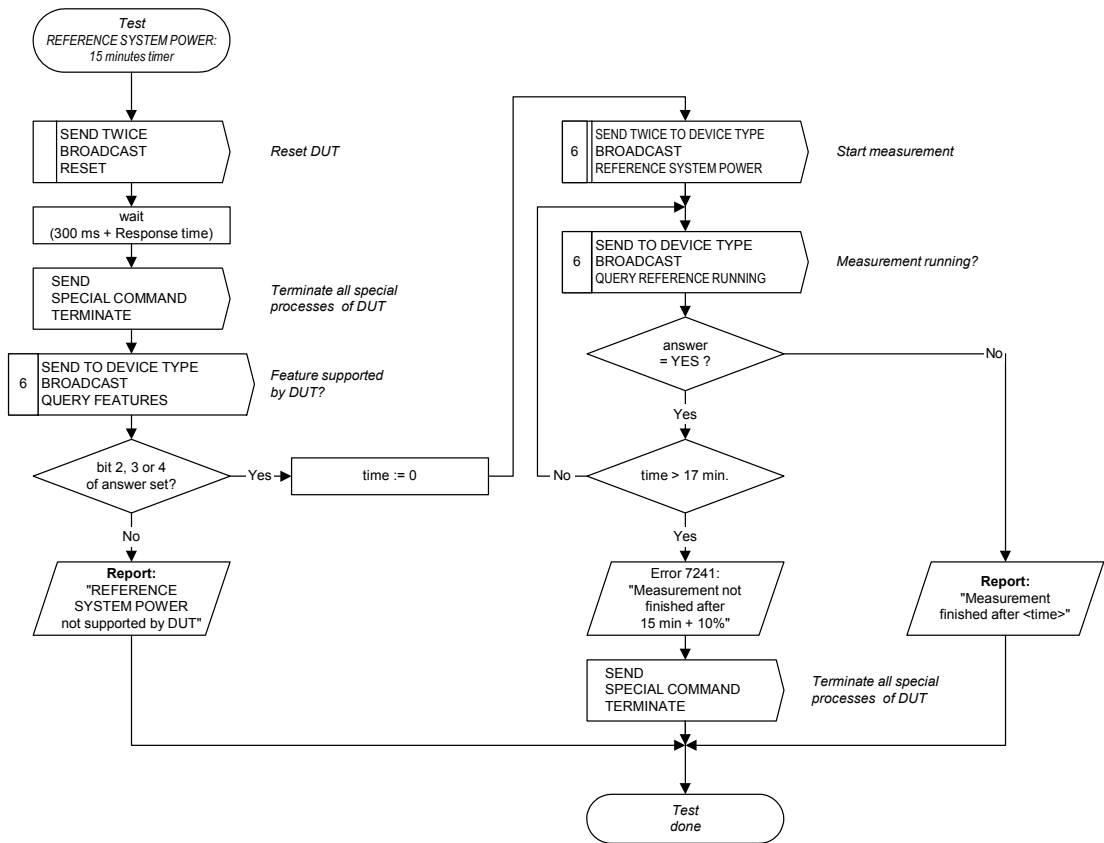 Test
REFERENCE SYSTEM POWER:
15 minutes timer
SEND TWICE
BROADCAST
RESET
Reset DUT
wait
(300 ms + Response time)
SEND
SPECIAL COMMAND
TERMINATE
Terminate all special
processes of DUT
6
SEND TO DEVICE TYPE
BROADCAST
QUERY FEATURES
Feature supported
by DUT?
bit 2, 3 or 4
of answer set?
Yes
time := 0
No
Report:
"REFERENCE
SYSTEM POWER
not supported by DUT"
6
SEND TWICE TO DEVICE TYPE
BROADCAST
REFERENCE SYSTEM POWER
Start measurement
6
SEND TO DEVICE TYPE
BROADCAST
QUERY REFERENCE RUNNING
Measurement running?
answer
= YES ?
No
Yes
time > 17 min.
No
Yes
Error 7241:
"Measurement not
finished after
15 min + 10%"
Report:
"Measurement
finished after <time>"
SEND
SPECIAL COMMAND
TERMINATE
Terminate all special
processes of DUT
Test
done